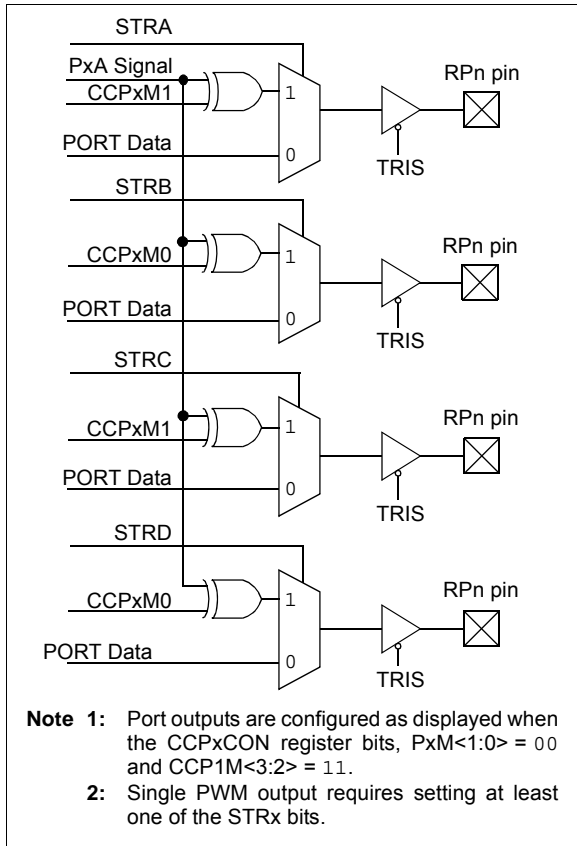 STRA
PxA Signal
CCPxM1
1
RPn pin
PORT Data
0
TRIS
STRB
CCPxM0
1
RPn pin
PORT Data
0
TRIS
STRC
CCPxM1
1
RPn pin
PORT Data
0
TRIS
STRD
CCPxM0
1
RPn pin
PORT Data
0
TRIS
Note 1: Port outputs are configured as displayed when
the CCPxCON register bits, PxM<1:0> = 00
and CCP1M<3:2> = 11.
2: Single PWM output requires setting at least
one of the STRx bits.